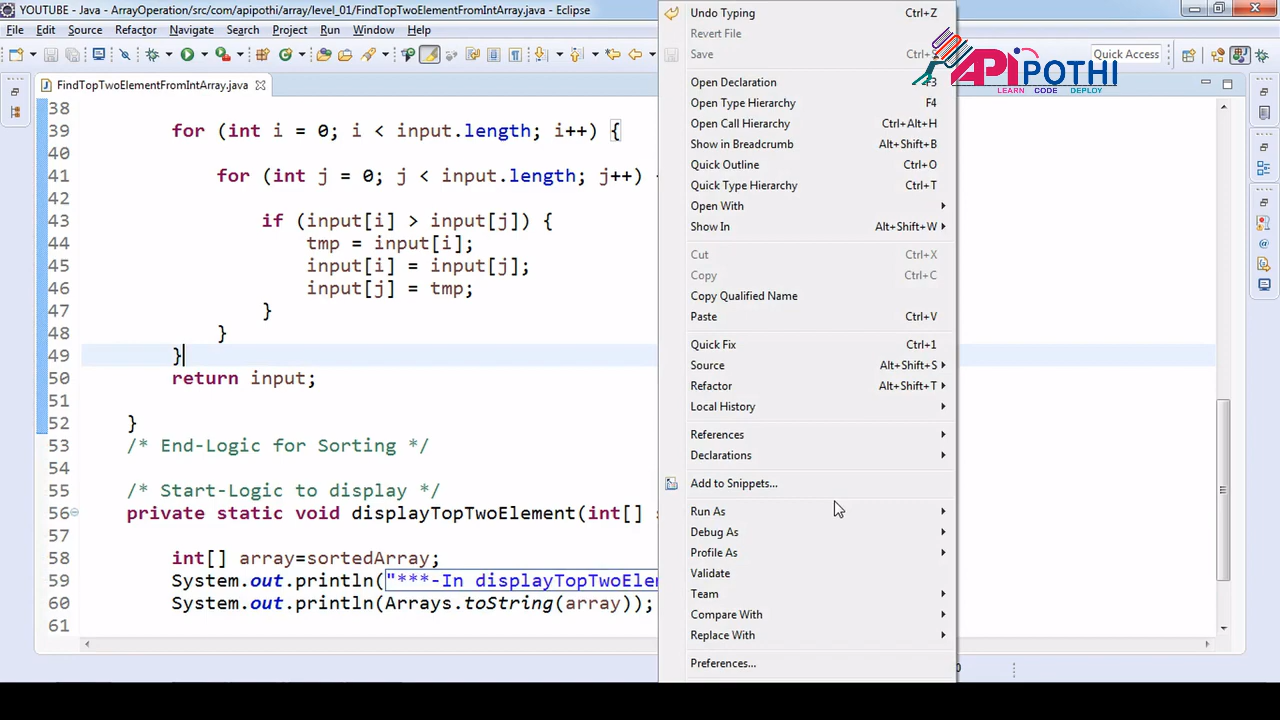 YOUTUBE - Java - ArrayOperation/src/com/apipothi/array/level_01/FindTopTwoElementFromIntArray.java - Eclipse
File Edit Source Refactor Navigate Search Project Run Window Help
Quick Access
APIPOTHI
LEARN CODE DEPLOY
FindTopTwoElementFromIntArray.java
38
39 for (int i = 0; i < input.length; i++) {
40
41 for (int j = 0; j < input.length; j++)
42
43 if (input[i] > input[j]) {
44 tmp = input[i];
45 input[i] = input[j];
46 input[j] = tmp;
47 }
48 }
49 }
50 return input;
51
52 }
53 /* End-Logic for Sorting */
54
55 /* Start-Logic to display */
56 private static void displayTopTwoElement(int[]
57
58 int[] array=sortedArray;
59 System.out.println("***-In displayTopTwoElem
60 System.out.println(Arrays.toString(array));
61
Undo Typing Ctrl+Z
Revert File
Save
Open Declaration F3
Open Type Hierarchy F4
Open Call Hierarchy Ctrl+Alt+H
Show in Breadcrumb Alt+Shift+B
Quick Outline Ctrl+O
Quick Type Hierarchy Ctrl+T
Open With
Show In Alt+Shift+W
Cut Ctrl+X
Copy Ctrl+C
Copy Qualified Name
Paste Ctrl+V
Quick Fix Ctrl+1
Source Alt+Shift+S
Refactor Alt+Shift+T
Local History
References
Declarations
Add to Snippets...
Run As
Debug As
Profile As
Validate
Team
Compare With
Replace With
Preferences...